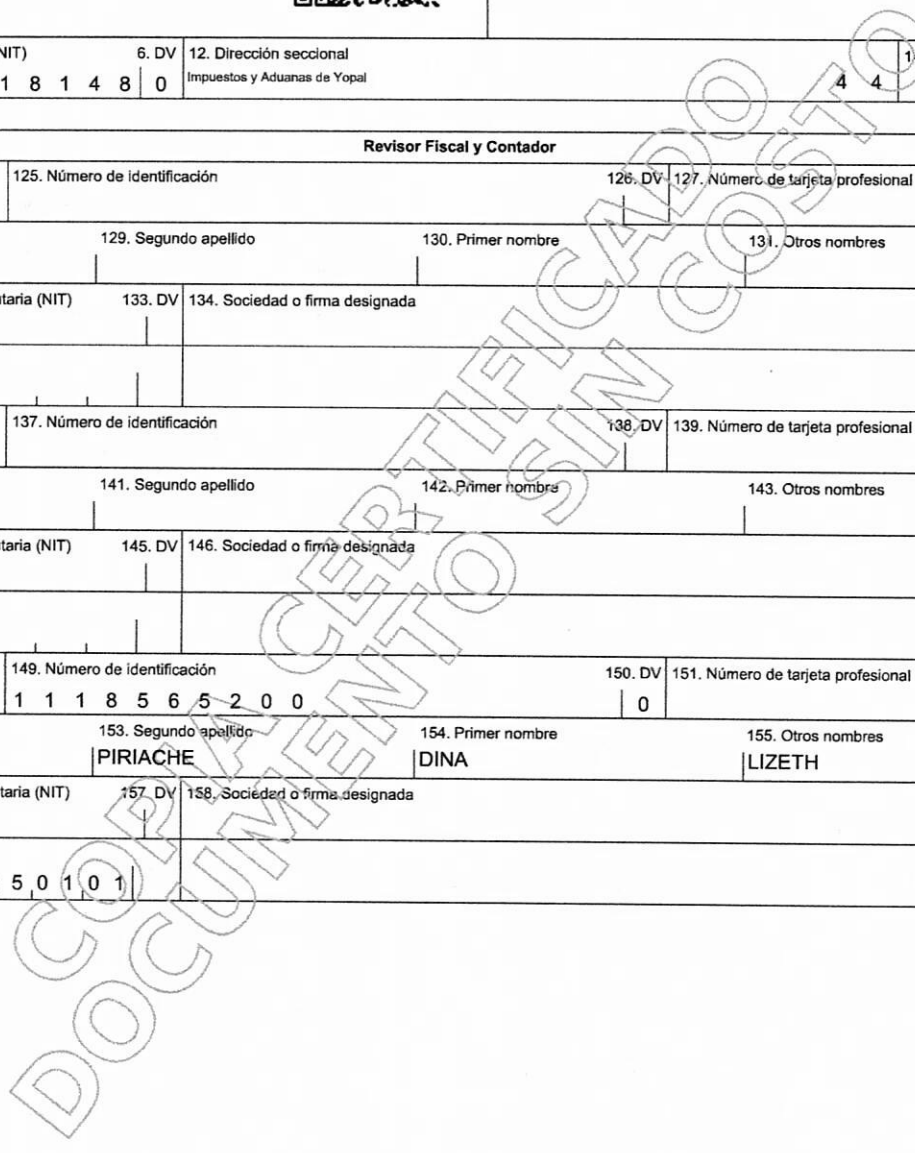 NIT) 6. DV 12. Dirección seccional
1 8 1 4 8 0 Impuestos y Aduanas de Yopal 4 4
Revisor Fiscal y Contador
125. Número de identificación 126. DV 127. Número de tarjeta profesional
129. Segundo apellido 130. Primer nombre 131. Otros nombres
taria (NIT) 133. DV 134. Sociedad o firma designada
137. Número de identificación 138. DV 139. Número de tarjeta profesional
141. Segundo apellido 142. Primer nombre 143. Otros nombres
taria (NIT) 145. DV 146. Sociedad o firma designada
149. Número de identificación 150. DV 151. Número de tarjeta profesional
1 1 1 8 5 6 5 2 0 0 0
153. Segundo apellido 154. Primer nombre 155. Otros nombres
PIRIACHE DINA LIZETH
taria (NIT) 157. DV 158. Sociedad o firma designada
5 0 1 0 1
COPIA CERTIFICADO
DOCUMENTO SIN COSTO